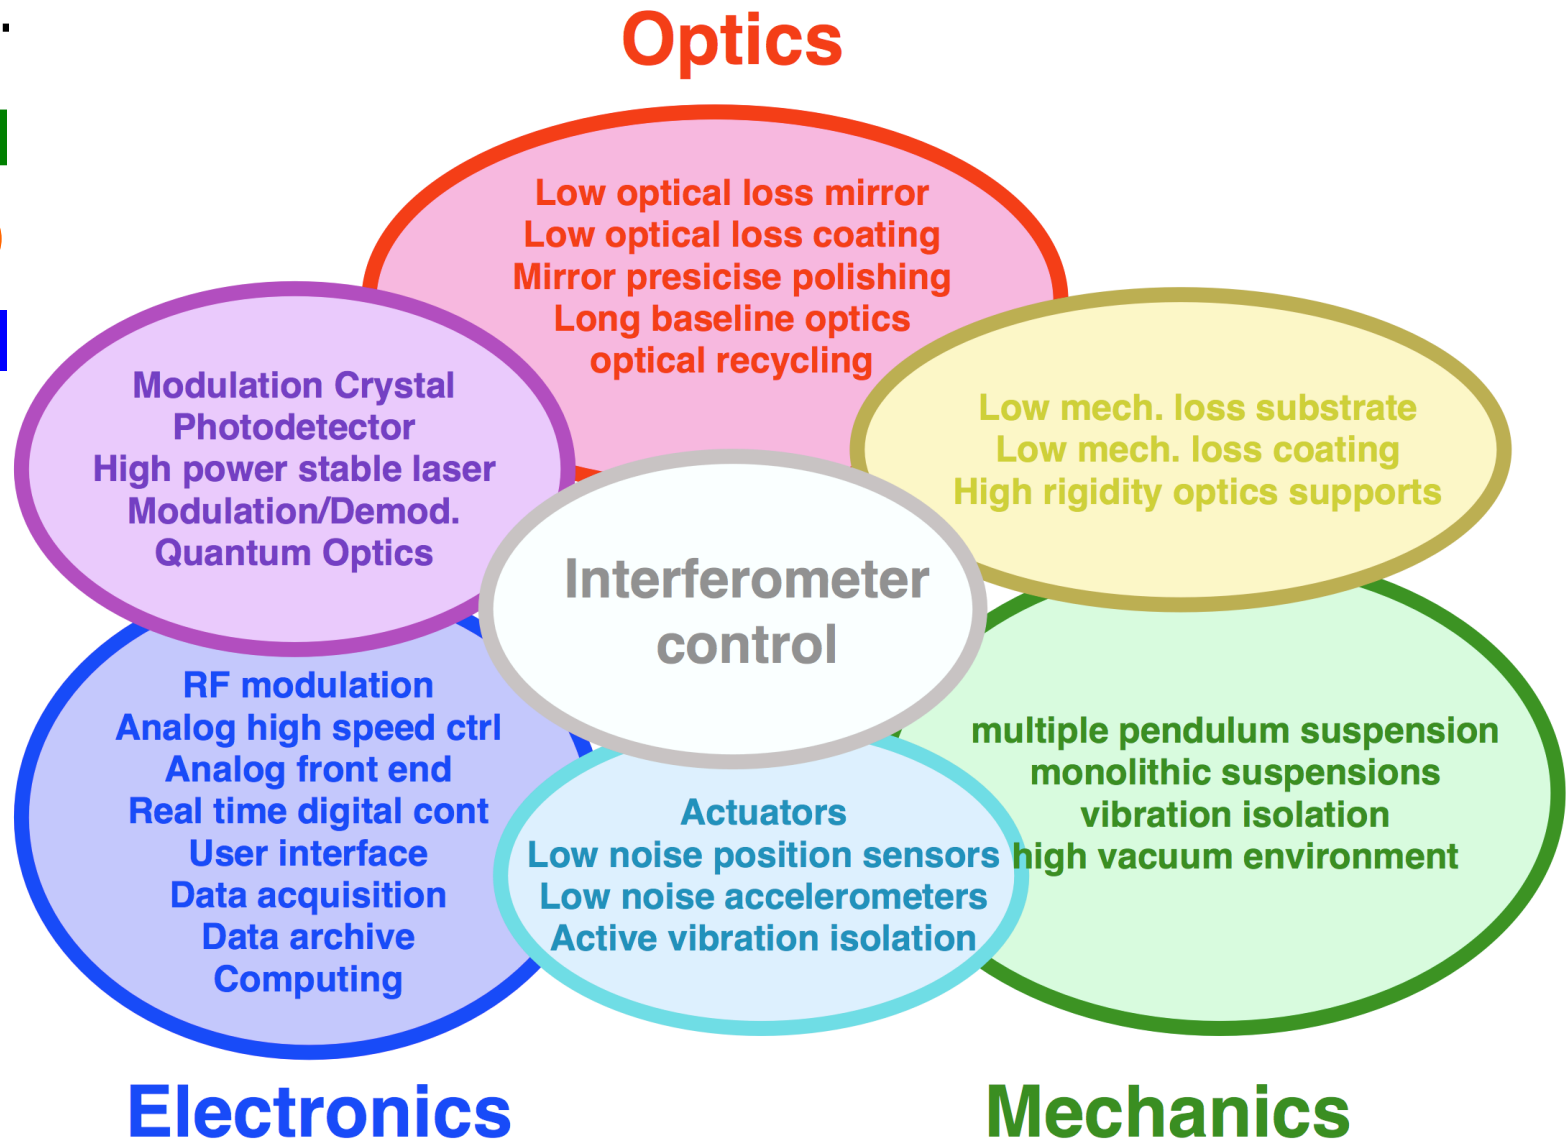 Optics
Low optical loss mirror
Low optical loss coating
Mirror presicise polishing
Long baseline optics
optical recycling
Modulation Crystal
Photodetector
High power stable laser
Modulation/Demod.
Quantum Optics
Low mech. loss substrate
Low mech. loss coating
High rigidity optics supports
Interferometer
control
RF modulation
Analog high speed ctrl
Analog front end
Real time digital cont
User interface
Data acquisition
Data archive
Computing
Actuators
Low noise position sensors
Low noise accelerometers
Active vibration isolation
multiple pendulum suspension
monolithic suspensions
vibration isolation
high vacuum environment
Electronics
Mechanics